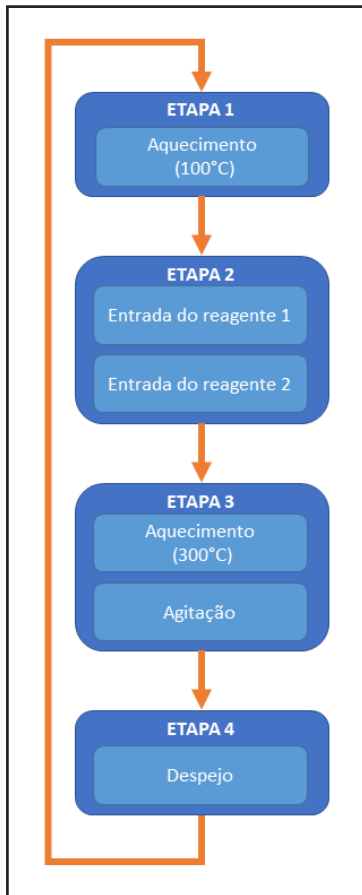 ETAPA 1
Aquecimento
(100°C)
ETAPA 2
Entrada do reagente 1
Entrada do reagente 2
ETAPA 3
Aquecimento
(300°C)
Agitação
ETAPA 4
Despejo